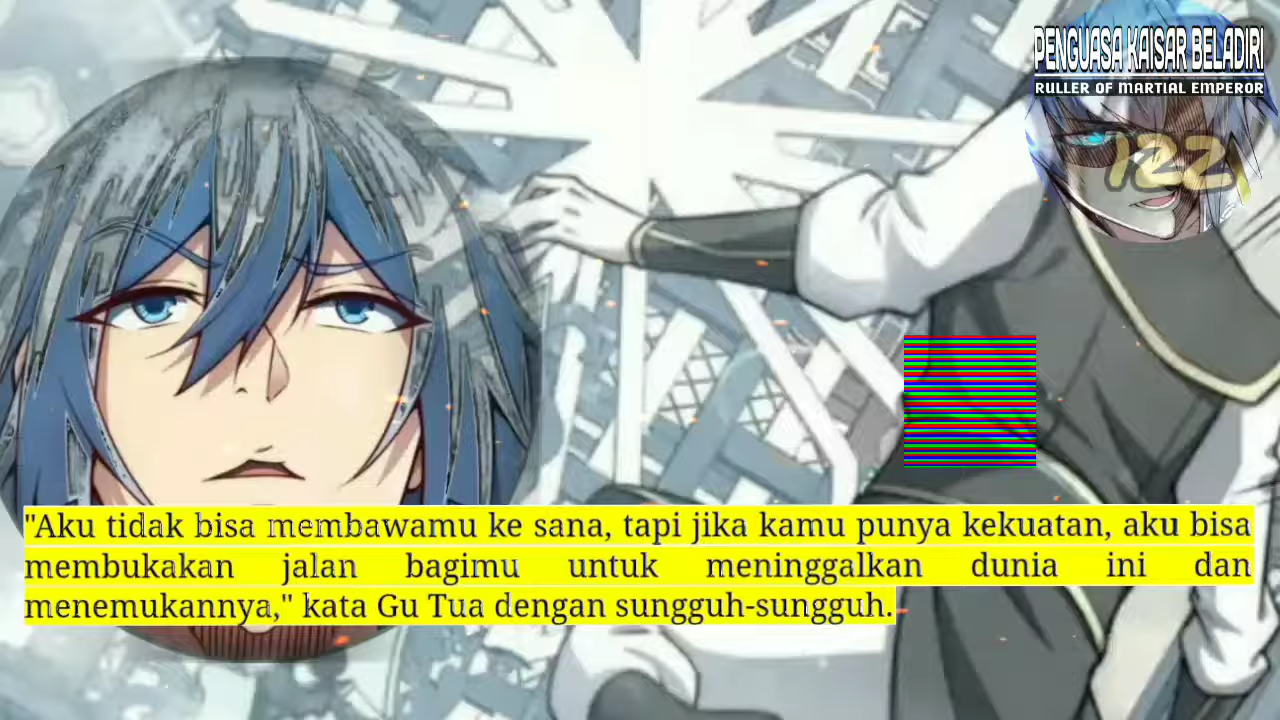 PENGUASA KAISAR BELADIRI
RULLER OF MARTIAL EMPEROR
1221
"Aku tidak bisa membawamu ke sana, tapi jika kamu punya kekuatan, aku bisa
membukakan jalan bagimu untuk meninggalkan dunia ini dan
menemukannya," kata Gu Tua dengan sungguh-sungguh.